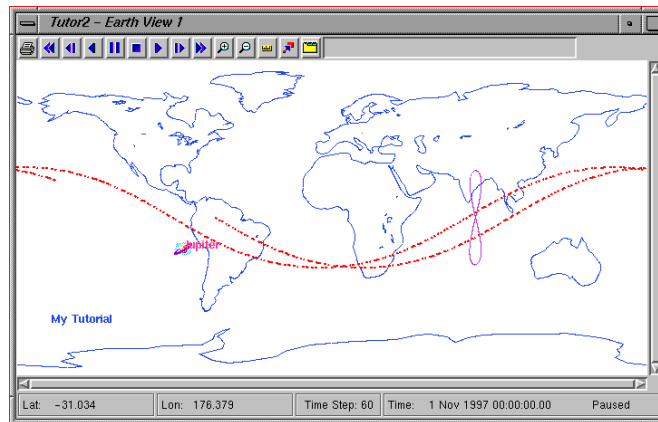 Tutor2 – Earth View 1
Jupiter
My Tutorial
Lat: -31.034
Lon: 176.379
Time Step: 60
Time: 1 Nov 1997 00:00:00.00
Paused